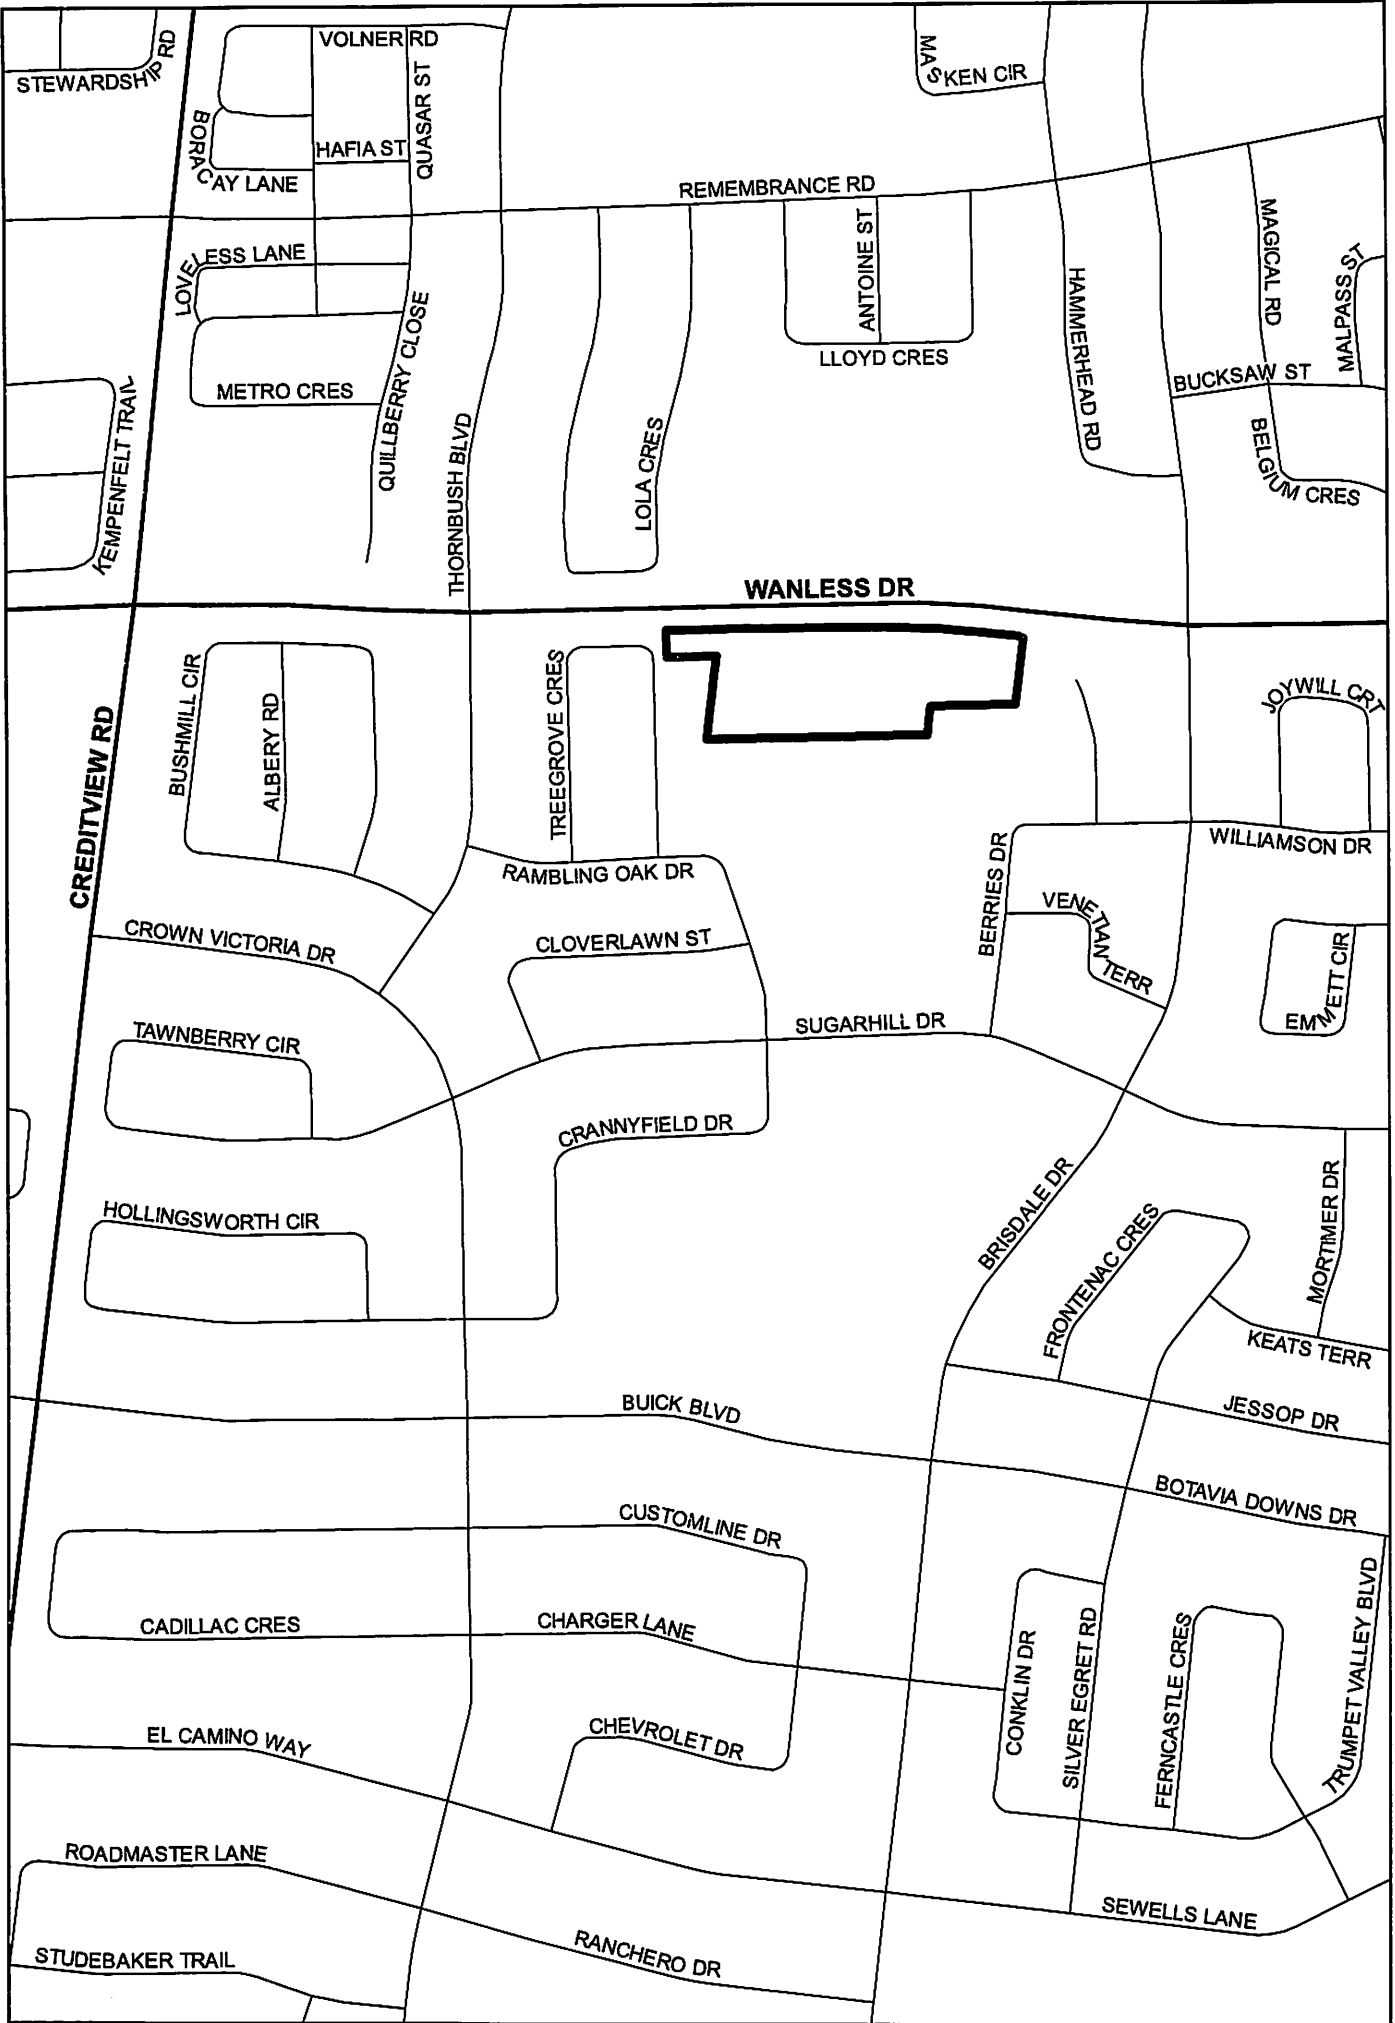 VOLNER RD
STEWARDSHIP RD
MASKEN CIR
QUASAR ST
BORACAY LANE
HAFIA ST
REMEMBRANCE RD
ANTOINE ST
MAGICAL RD
LOVELESS LANE
MALPASS ST
HAMMERHEAD RD
QUILLBERRY CLOSE
LLOYD CRES
BUCKSAW ST
METRO CRES
KEMPENFELT TRAIL
THORNBUSH BLVD
LOLA CRES
BELGIUM CRES
WANLESS DR
BUSHMILL CIR
ALBERY RD
TREEGROVE CRES
JOYWILL CRT
CREDITVIEW RD
WILLIAMSON DR
RAMBLING OAK DR
BERRIES DR
VENETIAN TERR
CROWN VICTORIA DR
CLOVERLAWN ST
EMMETT CIR
SUGARHILL DR
TAWNBERRY CIR
CRANNYFIELD DR
BRISDALE DR
MORTIMER DR
HOLLINGSWORTH CIR
FRONTENAC CRES
KEATS TERR
BUICK BLVD
JESSOP DR
BOTAVIA DOWNS DR
CUSTOMLINE DR
TRUMPET VALLEY BLVD
CADILLAC CRES
CHARGER LANE
CONKLIN DR
SILVER EGRET RD
FERNCASTLE CRES
EL CAMINO WAY
CHEVROLET DR
ROADMASTER LANE
SEWELLS LANE
STUDEBAKER TRAIL
RANCHERO DR